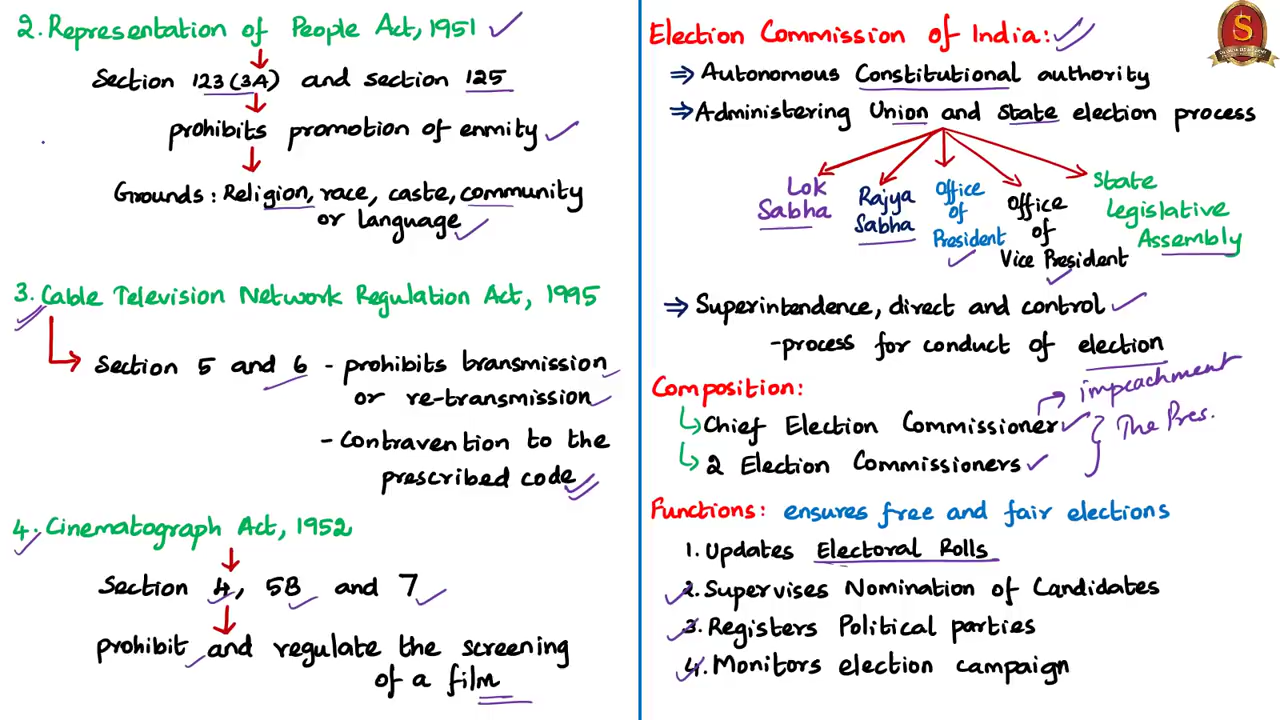 2. Representation of People Act, 1951
Section 123(3A) and section 125
prohibits promotion of enmity
Grounds: Religion, race, caste, community
or language
3. Cable Television Network Regulation Act, 1995
Section 5 and 6 - prohibits transmission
or re-transmission
- Contravention to the
prescribed code
4. Cinematograph Act, 1952
Section 4, 5B and 7
prohibit and regulate the screening
of a film
Election Commission of India:
⇒ Autonomous Constitutional authority
⇒ Administering Union and State election process
Lok
Sabha
Rajya
Sabha
Office
of
President
Office
of
Vice President
State
legislative
Assembly
⇒ Superintendence, direct and control
-process for conduct of election
Composition:
impeachment
Chief Election Commissioner
The Pres.
2 Election Commissioners
Functions: ensures free and fair elections
1. Updates Electoral Rolls
2. Supervises Nomination of Candidates
3. Registers Political parties
4. Monitors election campaign
S